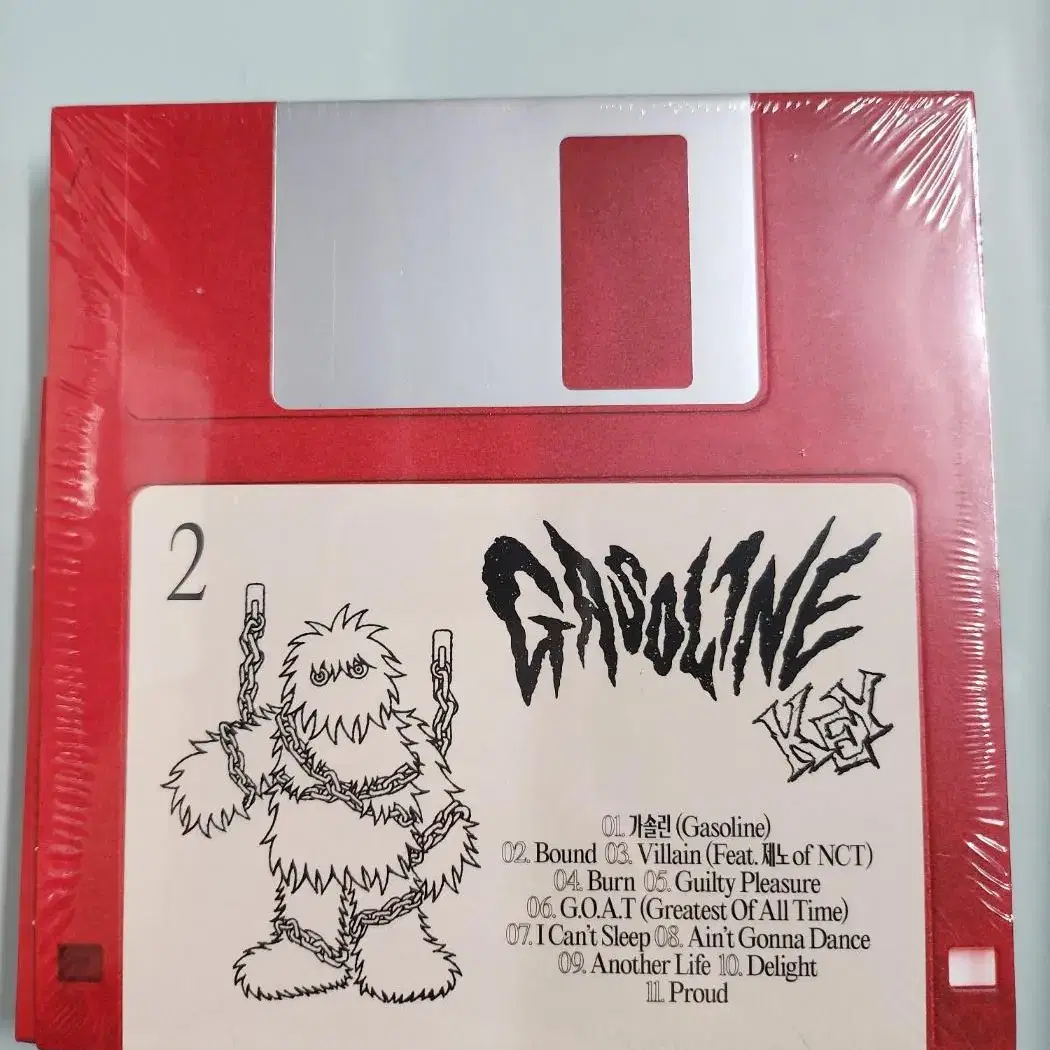 2
GASOLINE
KEY
01. 가솔린 (Gasoline)
02. Bound 03. Villain (Feat. 제노 of NCT)
04. Burn 05. Guilty Pleasure
06. G.O.A.T (Greatest Of All Time)
07. I Can't Sleep 08. Ain't Gonna Dance
09. Another Life 10. Delight
11. Proud